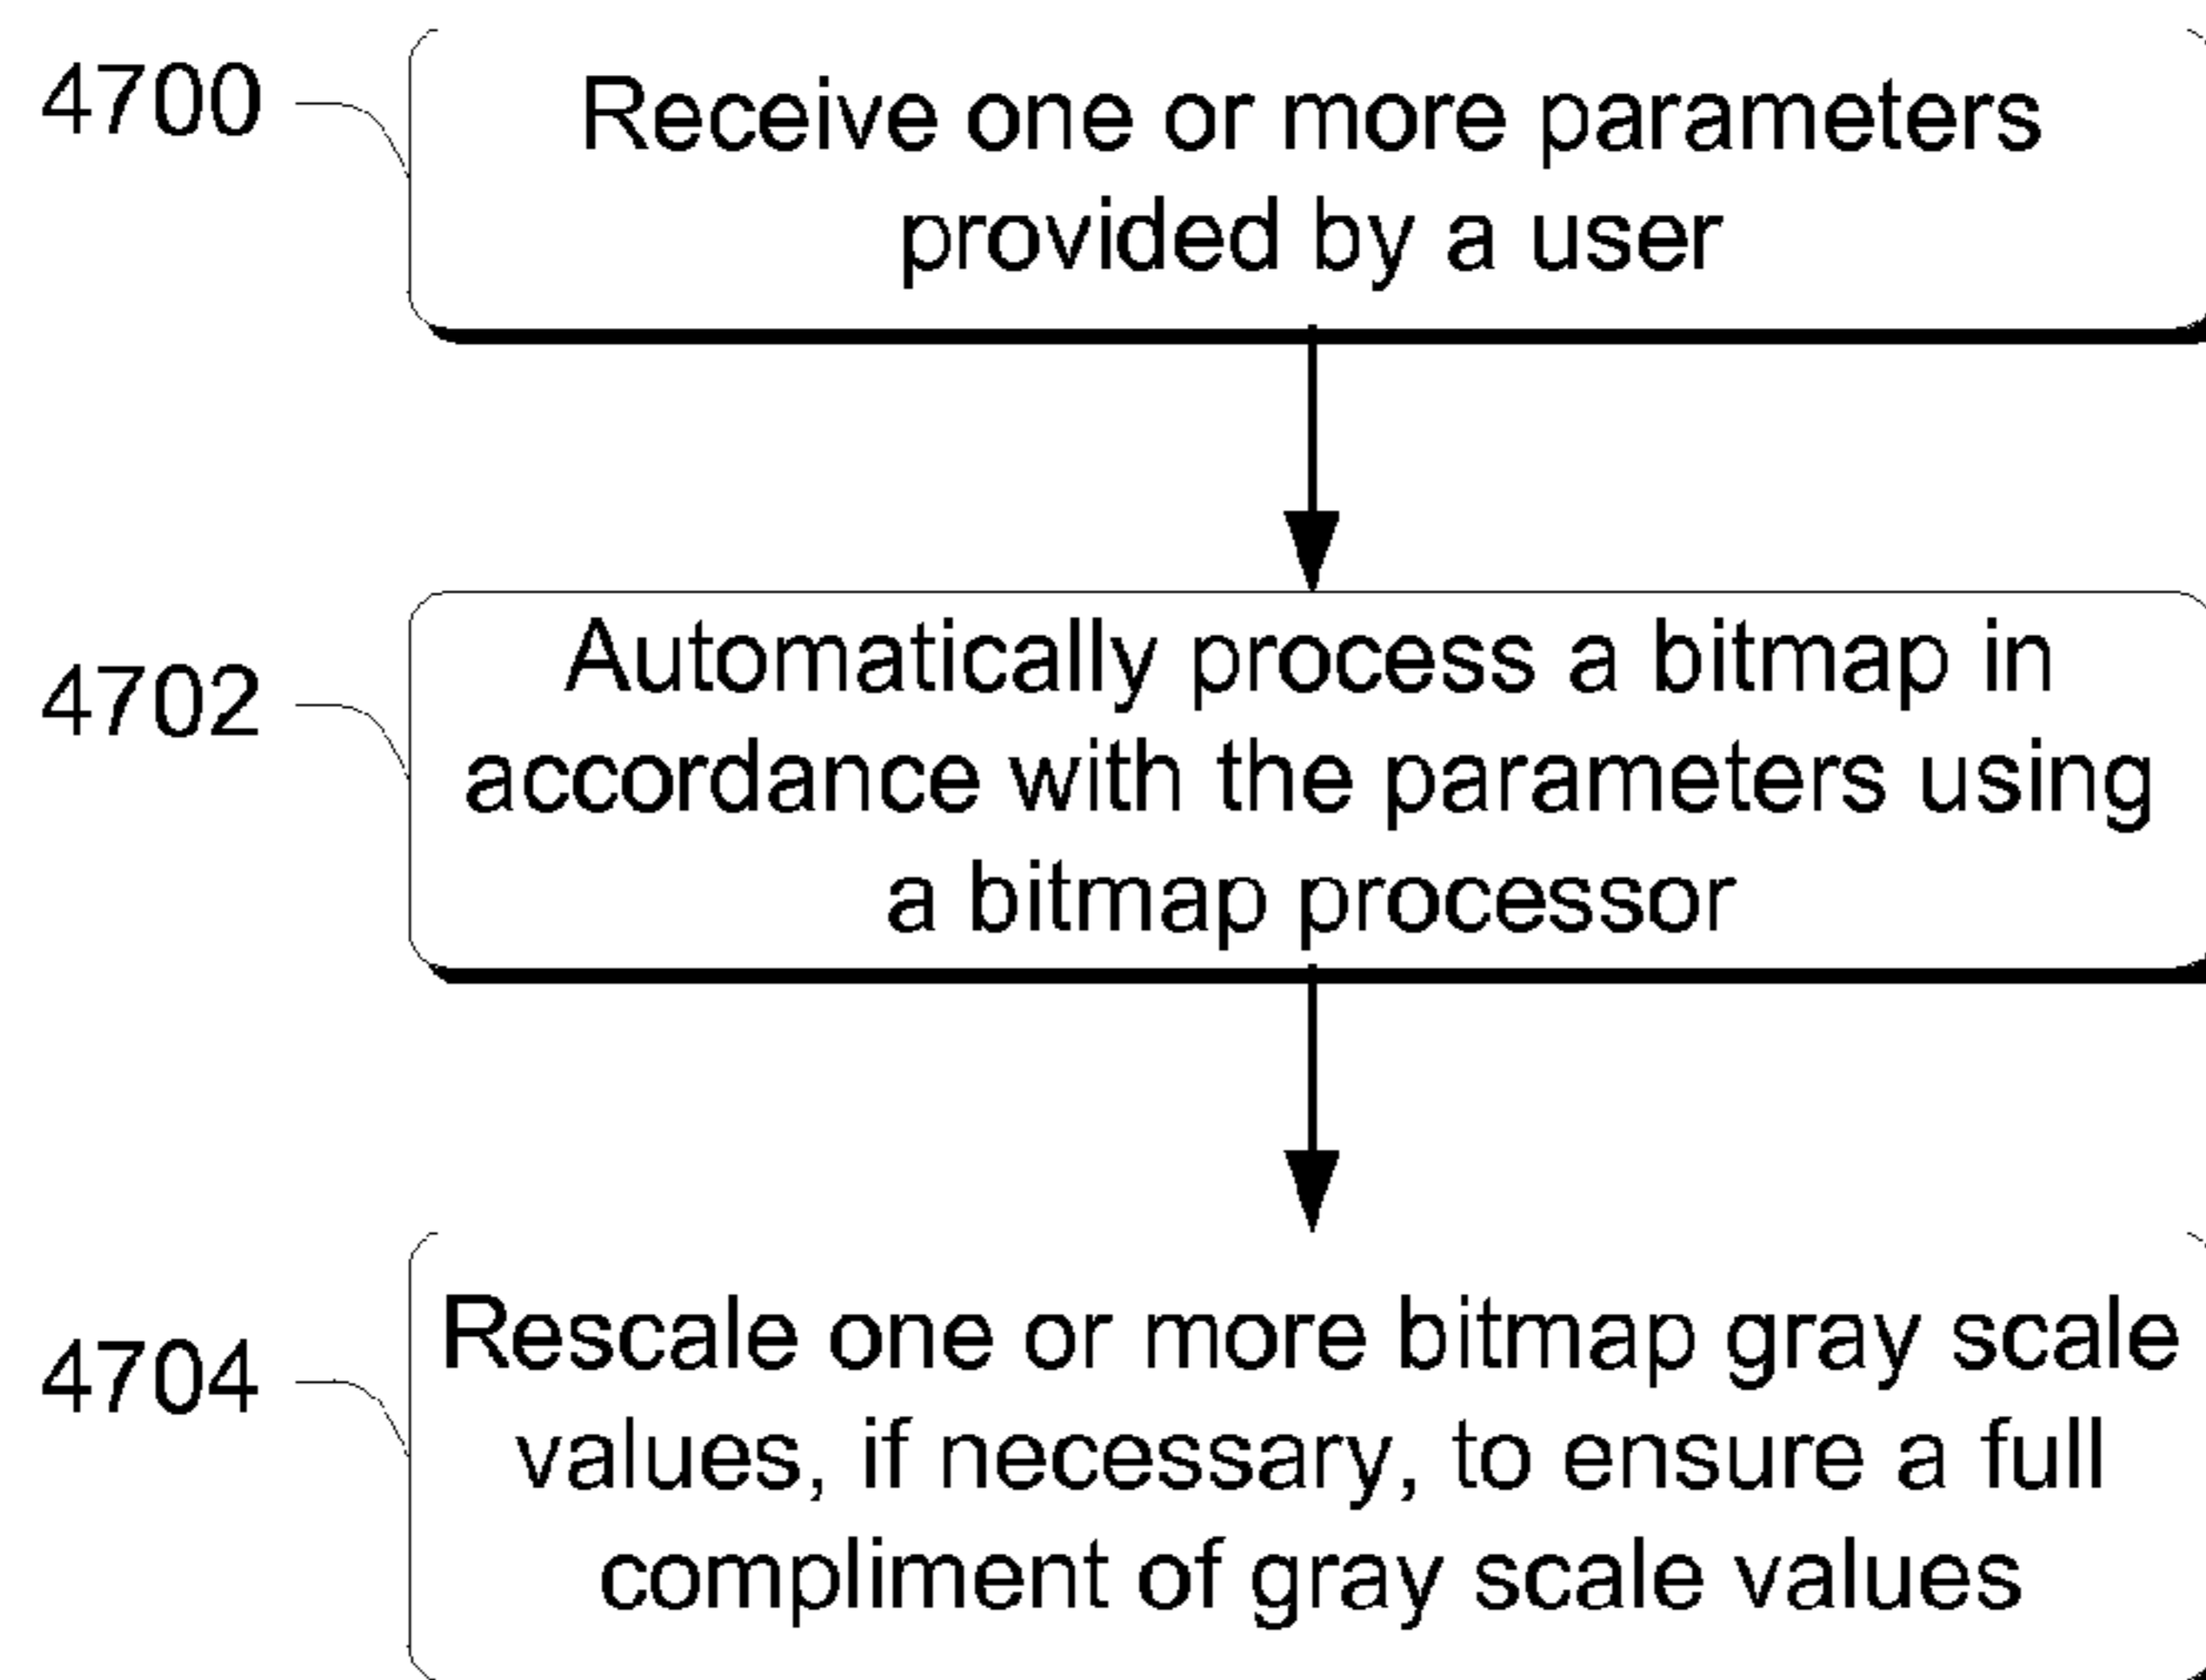 4700
Receive one or more parameters
provided by a user
4702
Automatically process a bitmap in
accordance with the parameters using
a bitmap processor
4704
Rescale one or more bitmap gray scale
values, if necessary, to ensure a full
compliment of gray scale values